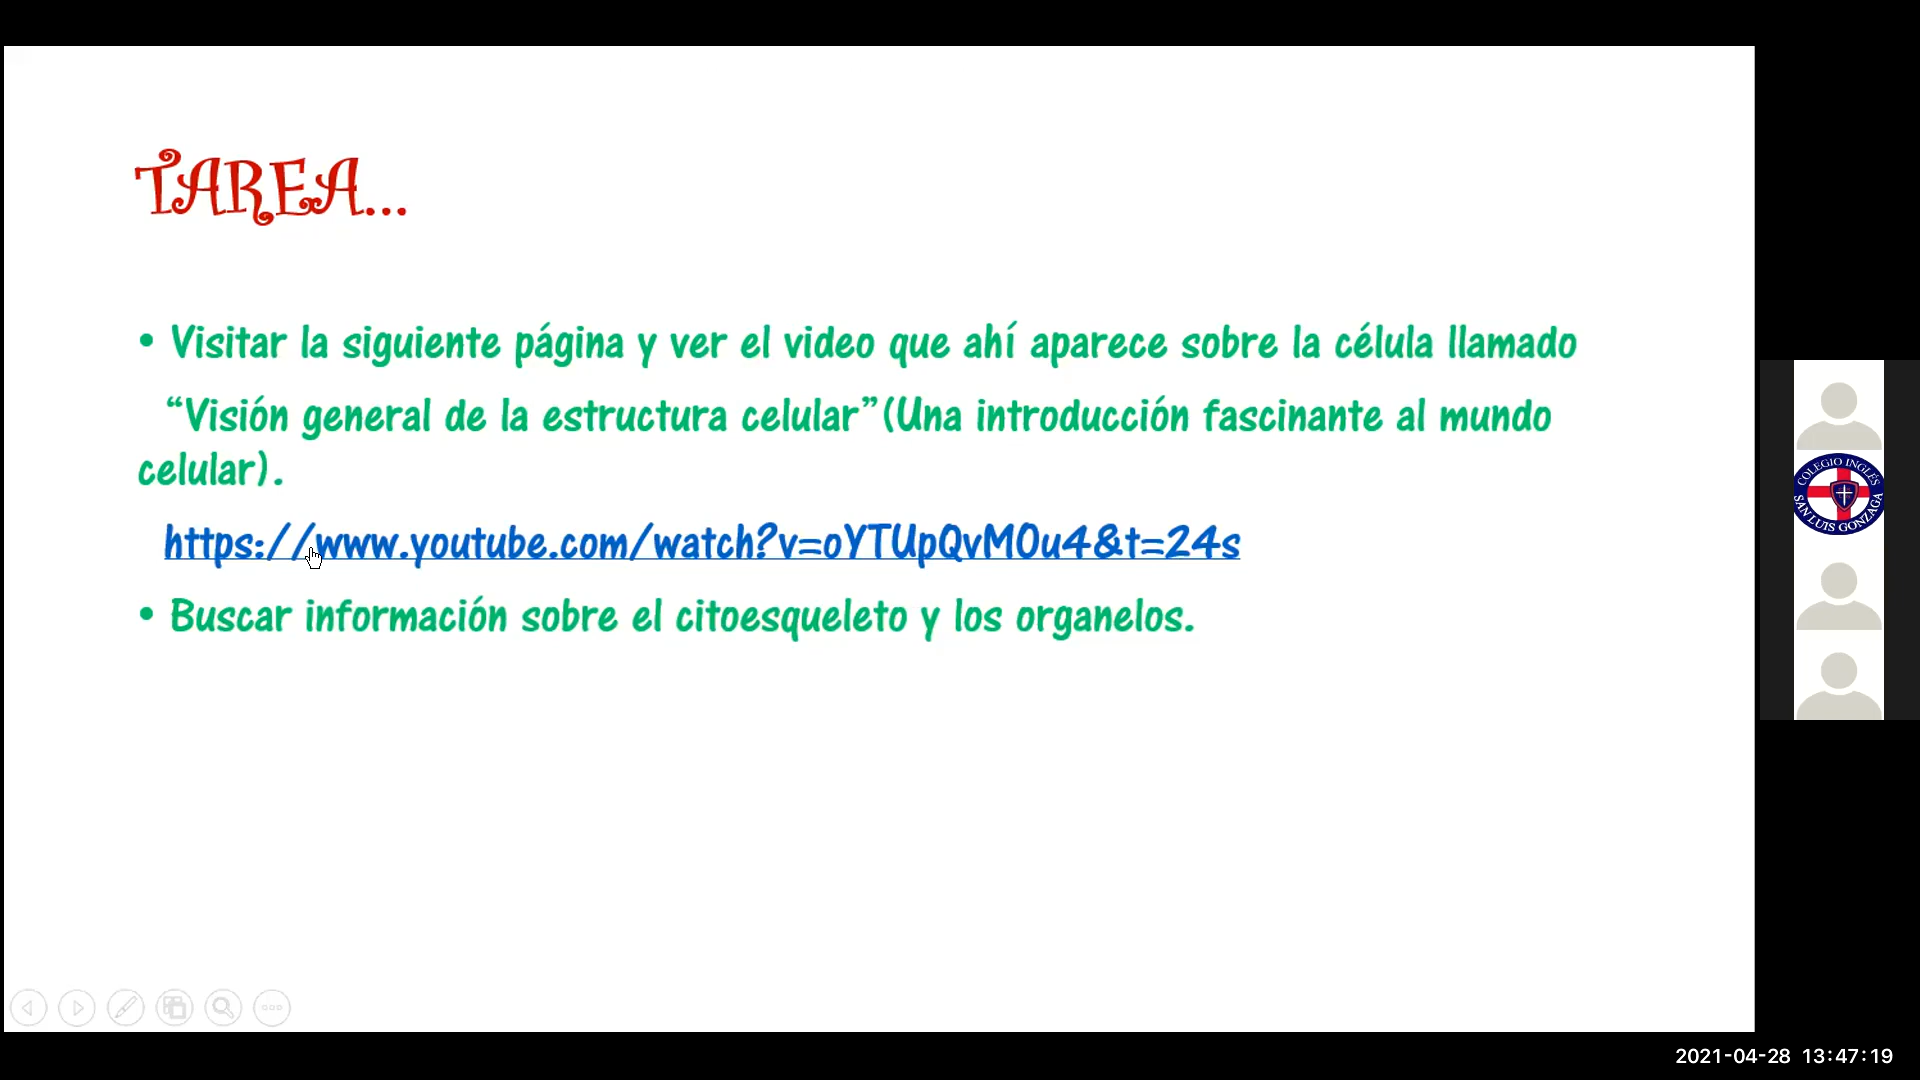 TAREA...
• Visitar la siguiente página y ver el video que ahí aparece sobre la célula llamado
“Visión general de la estructura celular”(Una introducción fascinante al mundo
celular).
https://www.youtube.com/watch?v=oYTUpQvMOu4&t=24s
• Buscar información sobre el citoesqueleto y los organelos.
COLEGIO INGLÉS
SAN LUIS GONZAGA
2021-04-28 13:47:19